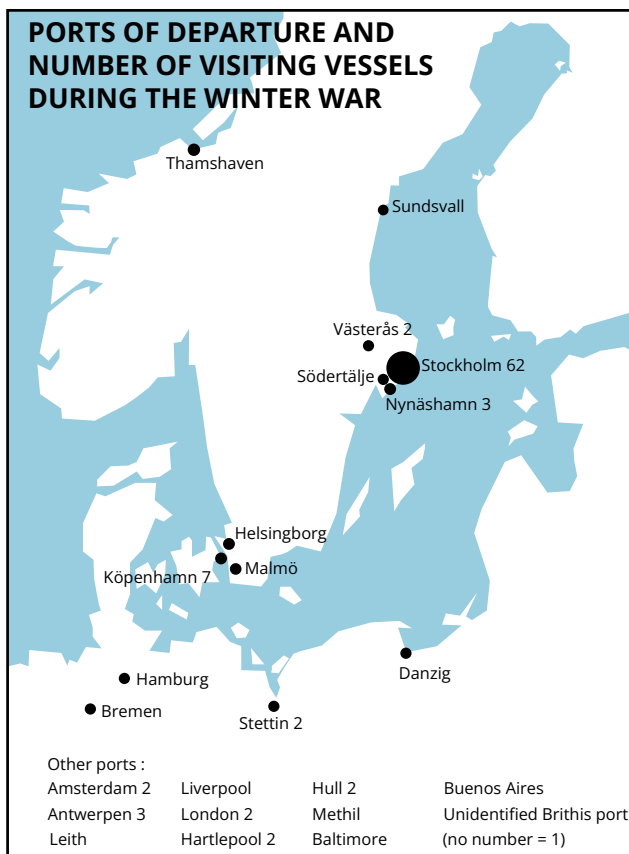 PORTS OF DEPARTURE AND
NUMBER OF VISITING VESSELS
DURING THE WINTER WAR
Thamshaven
Sundsvall
Västerås 2
Stockholm 62
Södertälje
Nynäshamn 3
Helsingborg
Köpenhamn 7
Malmö
Danzig
Hamburg
Bremen
Stettin 2
Other ports :
Amsterdam 2 Liverpool Hull 2 Buenos Aires
Antwerpen 3 London 2 Methil Unidentified Brithis port
Leith Hartlepool 2 Baltimore (no number = 1)